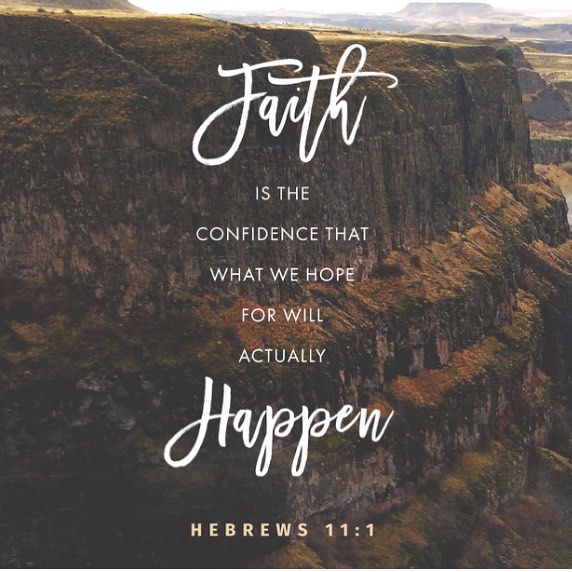 Faith
IS THE
CONFIDENCE THAT
WHAT WE HOPE
FOR WILL
ACTUALLY
Happen
HEBREWS 11:1